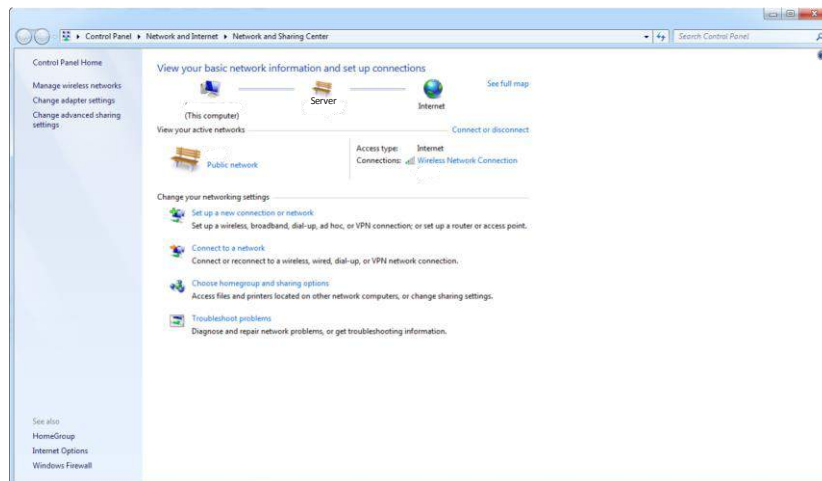 Control Panel ▸ Network and Internet ▸ Network and Sharing Center
Search Control Panel
Control Panel Home
Manage wireless networks
Change adapter settings
Change advanced sharing
settings
View your basic network information and set up connections
See full map
Server
Internet
(This computer)
View your active networks
Connect or disconnect
Public network
Access type: Internet
Connections: Wireless Network Connection
Change your networking settings
Set up a new connection or network
Set up a wireless, broadband, dial-up, ad hoc, or VPN connection; or set up a router or access point.
Connect to a network
Connect or reconnect to a wireless, wired, dial-up, or VPN network connection.
Choose homegroup and sharing options
Access files and printers located on other network computers, or change sharing settings.
Troubleshoot problems
Diagnose and repair network problems, or get troubleshooting information.
See also
HomeGroup
Internet Options
Windows Firewall